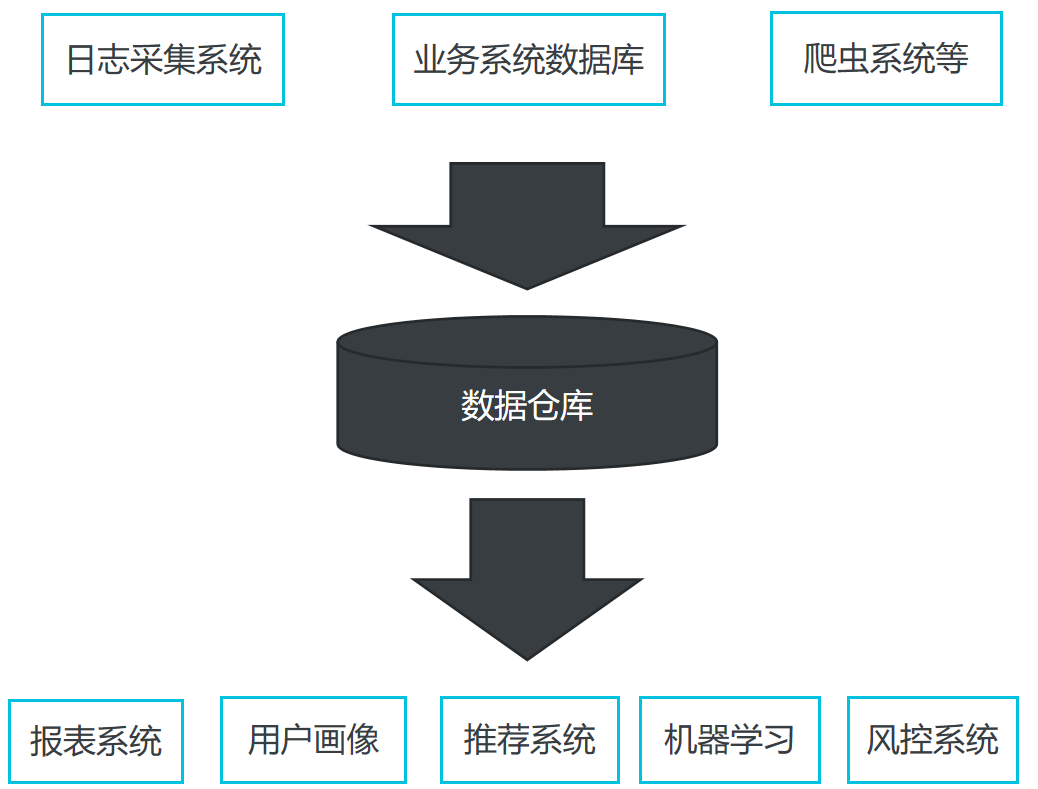 日志采集系统
业务系统数据库
爬虫系统等
数据仓库
报表系统
用户画像
推荐系统
机器学习
风控系统